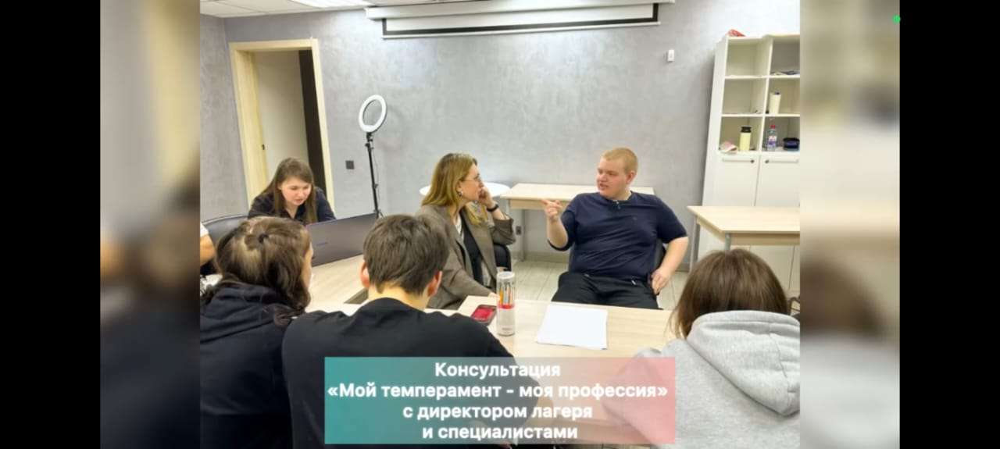 Консультация
«Мой темперамент - моя профессия»
с директором лагеря
и специалистами